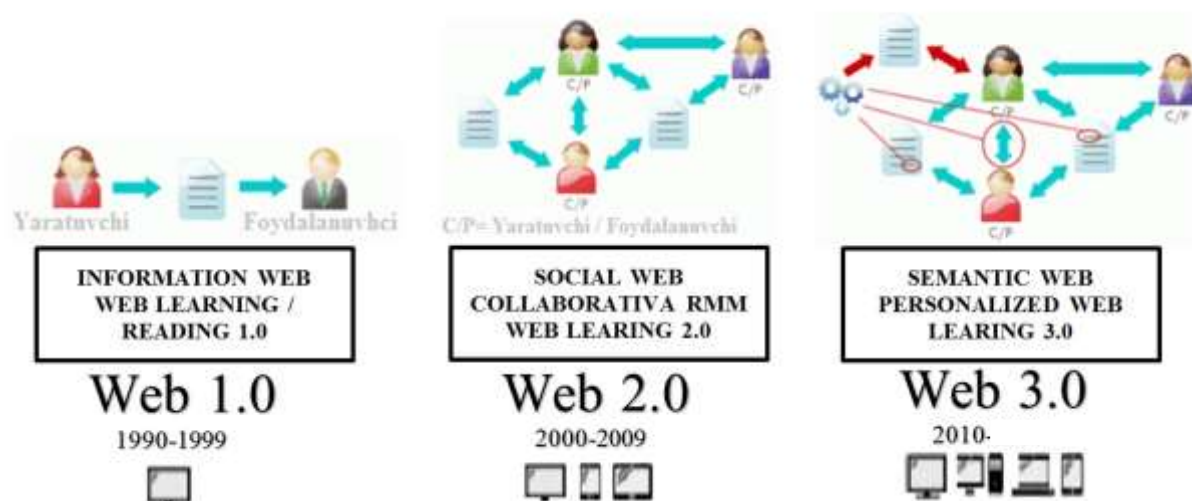 Yaratuvchi
Foydalanuvhci
C/P
C/P
C/P
C/P= Yaratuvchi / Foydalanuvchi
C/P
C/P
C/P
INFORMATION WEB
WEB LEARNING /
READING 1.0
SOCIAL WEB
COLLABORATIVA RMM
WEB LEARING 2.0
SEMANTIC WEB
PERSONALIZED WEB
LEARING 3.0
Web 1.0
1990-1999
Web 2.0
2000-2009
Web 3.0
2010-